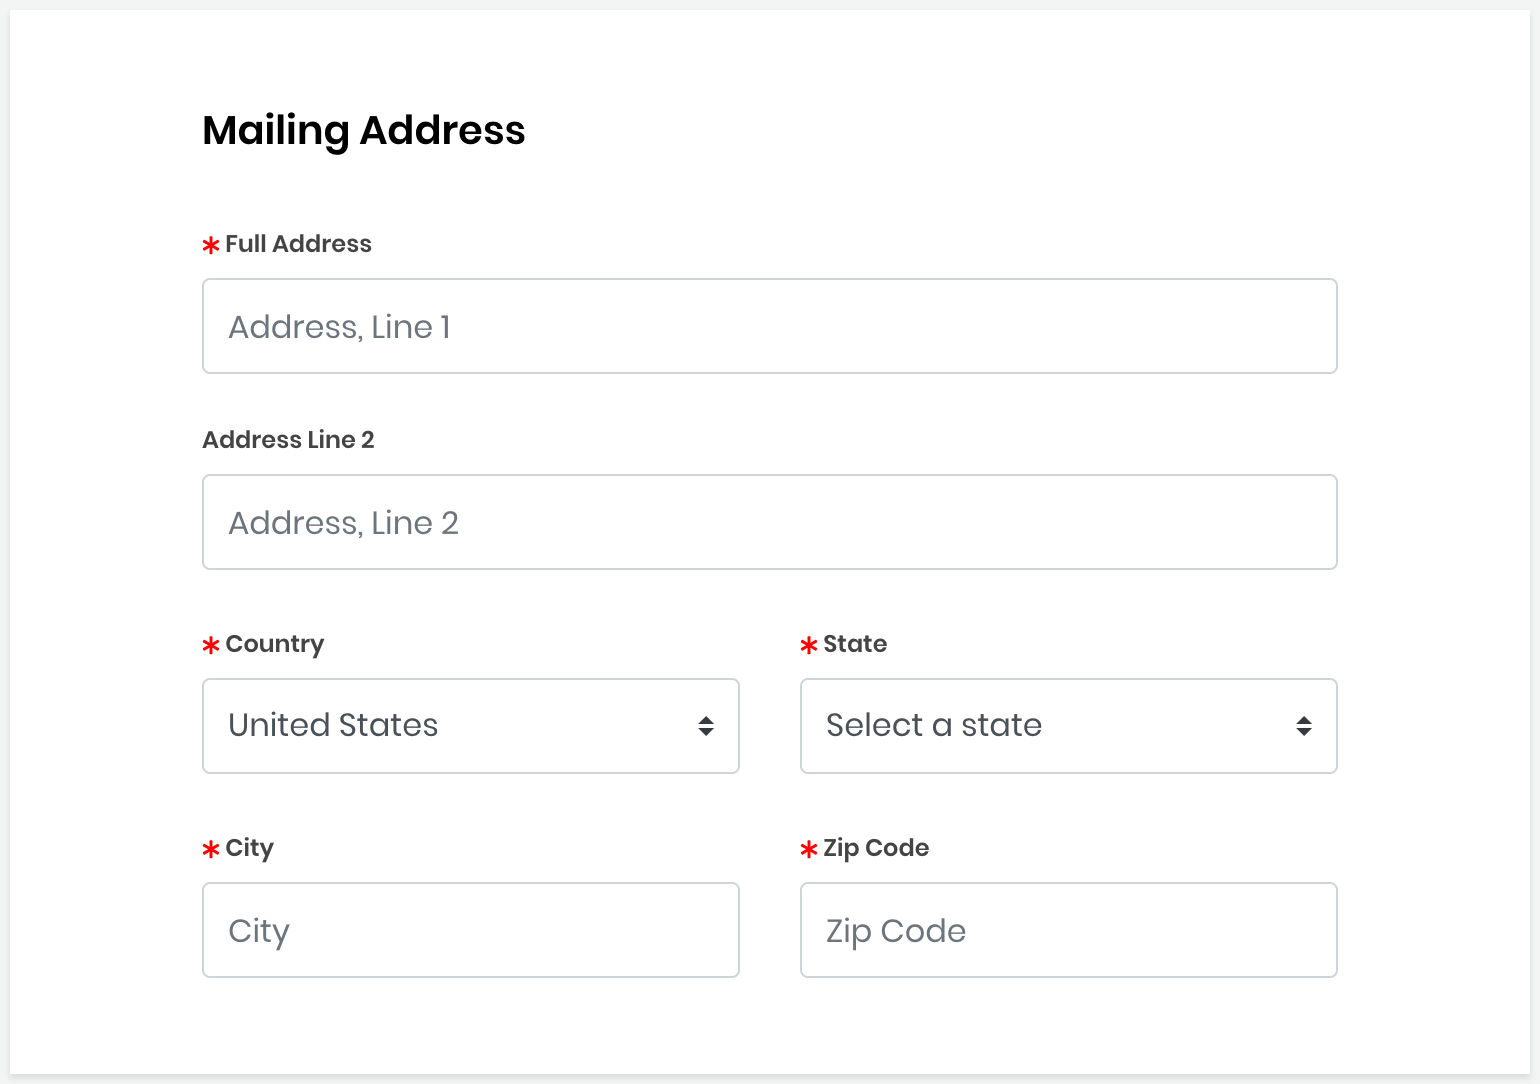 Mailing Address
* Full Address
Address, Line 1
Address Line 2
Address, Line 2
* Country
* State
United States
Select a state
* City
* Zip Code
City
Zip Code